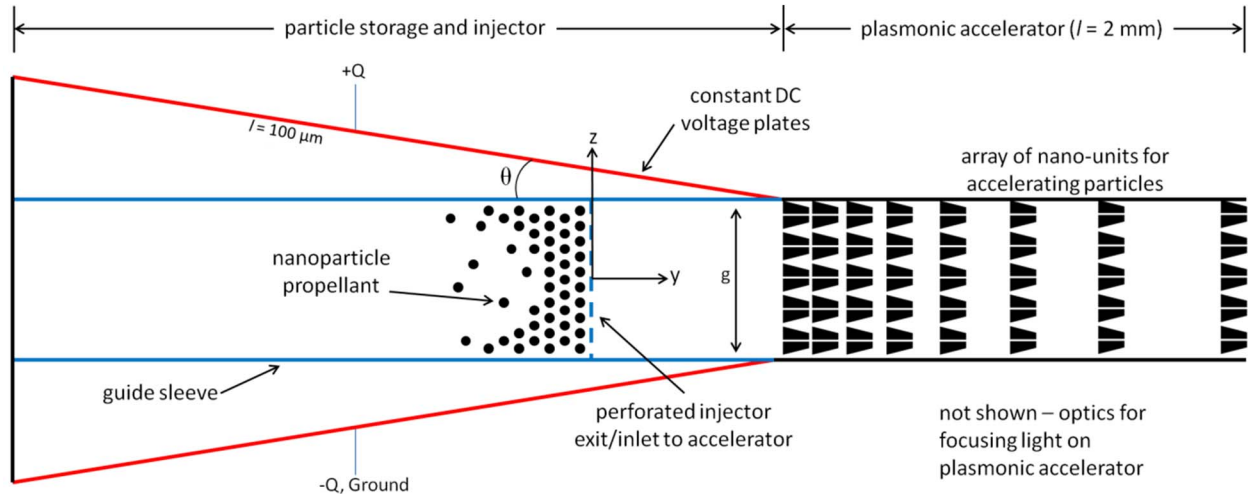 particle storage and injector
plasmonic accelerator (l = 2 mm)
+Q
l = 100 µm
constant DC
voltage plates
z
array of nano-units for
accelerating particles
θ
nanoparticle
propellant
y
g
guide sleeve
perforated injector
exit/inlet to accelerator
not shown – optics for
focusing light on
plasmonic accelerator
-Q, Ground